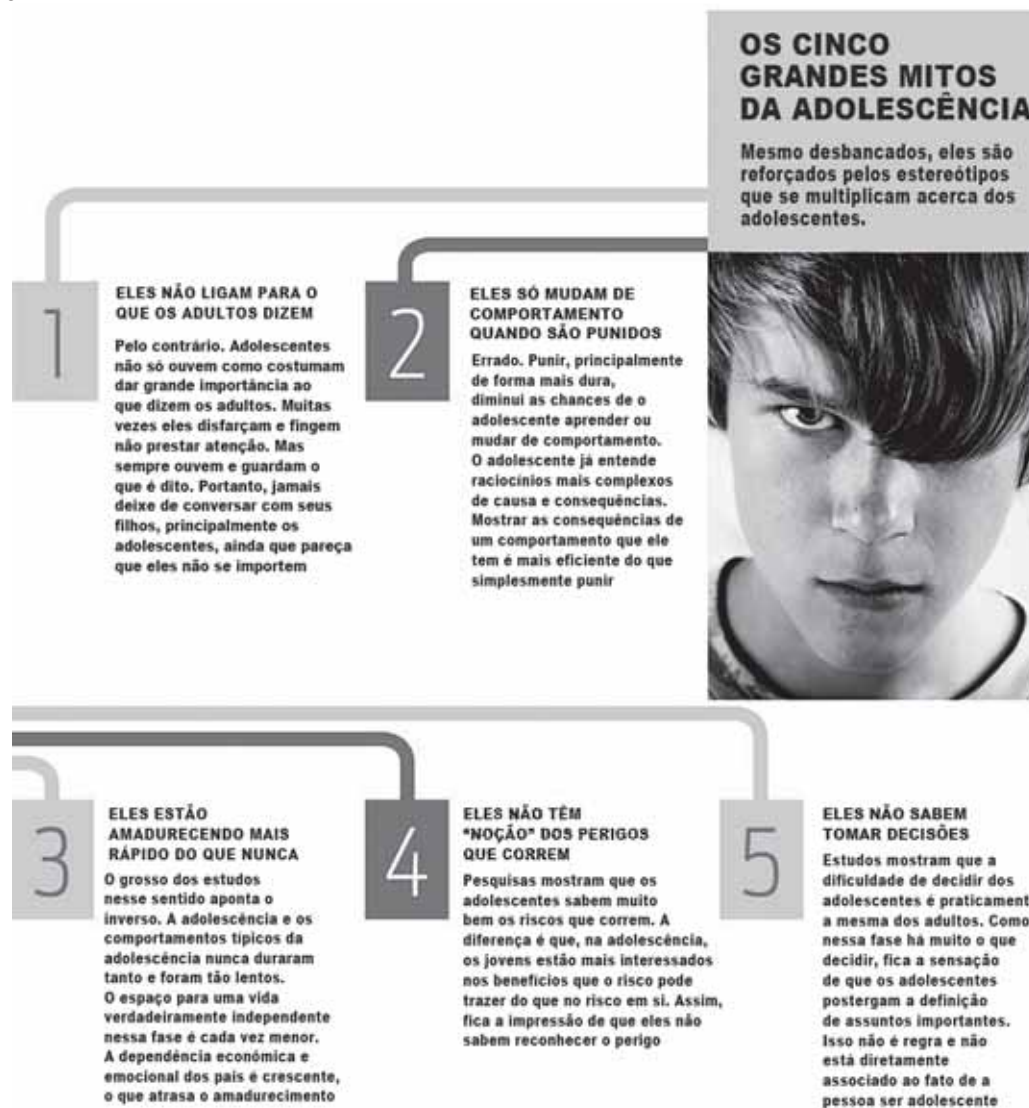 OS CINCO
GRANDES MITOS
DA ADOLESCÊNCIA
Mesmo desbancados, eles são
reforçados pelos estereótipos
que se multiplicam acerca dos
adolescentes.
1
ELES NÃO LIGAM PARA O
QUE OS ADULTOS DIZEM
Pelo contrário. Adolescentes
não só ouvem como costumam
dar grande importância ao
que dizem os adultos. Muitas
vezes eles disfarçam e fingem
não prestar atenção. Mas
sempre ouvem e guardam o
que é dito. Portanto, jamais
deixe de conversar com seus
filhos, principalmente os
adolescentes, ainda que pareça
que eles não se importem
2
ELES SÓ MUDAM DE
COMPORTAMENTO
QUANDO SÃO PUNIDOS
Errado. Punir, principalmente
de forma mais dura,
diminui as chances de o
adolescente aprender ou
mudar de comportamento.
O adolescente já entende
raciocínios mais complexos
de causa e consequências.
Mostrar as consequências de
um comportamento que ele
tem é mais eficiente do que
simplesmente punir
3
ELES ESTÃO
AMADURECENDO MAIS
RÁPIDO DO QUE NUNCA
O grosso dos estudos
nesse sentido aponta o
inverso. A adolescência e os
comportamentos típicos da
adolescência nunca duraram
tanto e foram tão lentos.
O espaço para uma vida
verdadeiramente independente
nessa fase é cada vez menor.
A dependência econômica e
emocional dos pais é crescente,
o que atrasa o amadurecimento
4
ELES NÃO TÊM
"NOÇÃO" DOS PERIGOS
QUE CORREM
Pesquisas mostram que os
adolescentes sabem muito
bem os riscos que correm. A
diferença é que, na adolescência,
os jovens estão mais interessados
nos benefícios que o risco pode
trazer do que no risco em si. Assim,
fica a impressão de que eles não
sabem reconhecer o perigo
5
ELES NÃO SABEM
TOMAR DECISÕES
Estudos mostram que a
dificuldade de decidir dos
adolescentes é praticament
a mesma dos adultos. Como
nessa fase há muito o que
decidir, fica a sensação
de que os adolescentes
postergam a definição
de assuntos importantes.
Isso não é regra e não
está diretamente
associado ao fato de a
pessoa ser adolescente